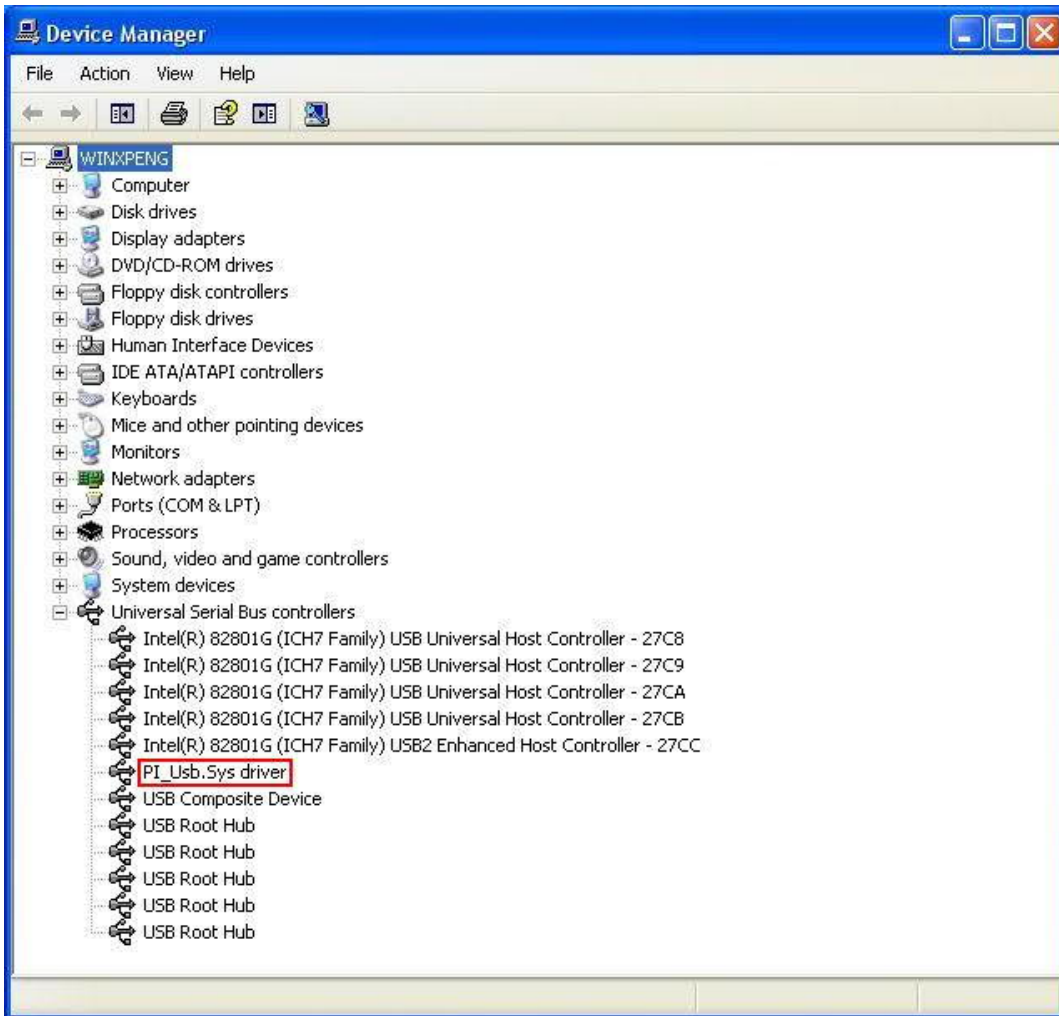 Device Manager
File Action View Help
WINXPENG
Computer
Disk drives
Display adapters
DVD/CD-ROM drives
Floppy disk controllers
Floppy disk drives
Human Interface Devices
IDE ATA/ATAPI controllers
Keyboards
Mice and other pointing devices
Monitors
Network adapters
Ports (COM & LPT)
Processors
Sound, video and game controllers
System devices
Universal Serial Bus controllers
Intel(R) 82801G (ICH7 Family) USB Universal Host Controller - 27C8
Intel(R) 82801G (ICH7 Family) USB Universal Host Controller - 27C9
Intel(R) 82801G (ICH7 Family) USB Universal Host Controller - 27CA
Intel(R) 82801G (ICH7 Family) USB Universal Host Controller - 27CB
Intel(R) 82801G (ICH7 Family) USB2 Enhanced Host Controller - 27CC
PI_Usb.Sys driver
USB Composite Device
USB Root Hub
USB Root Hub
USB Root Hub
USB Root Hub
USB Root Hub